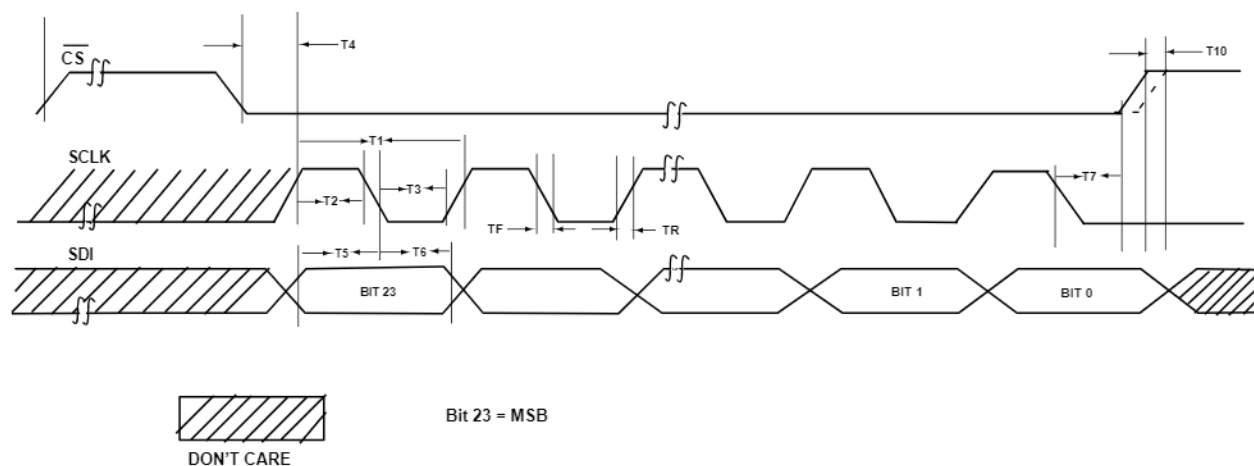 T4
CS
T10
T1
SCLK
T2
T3
T7
TF
TR
SDI
T5
T6
BIT 23
BIT 1
BIT 0
Bit 23 = MSB
DON'T CARE